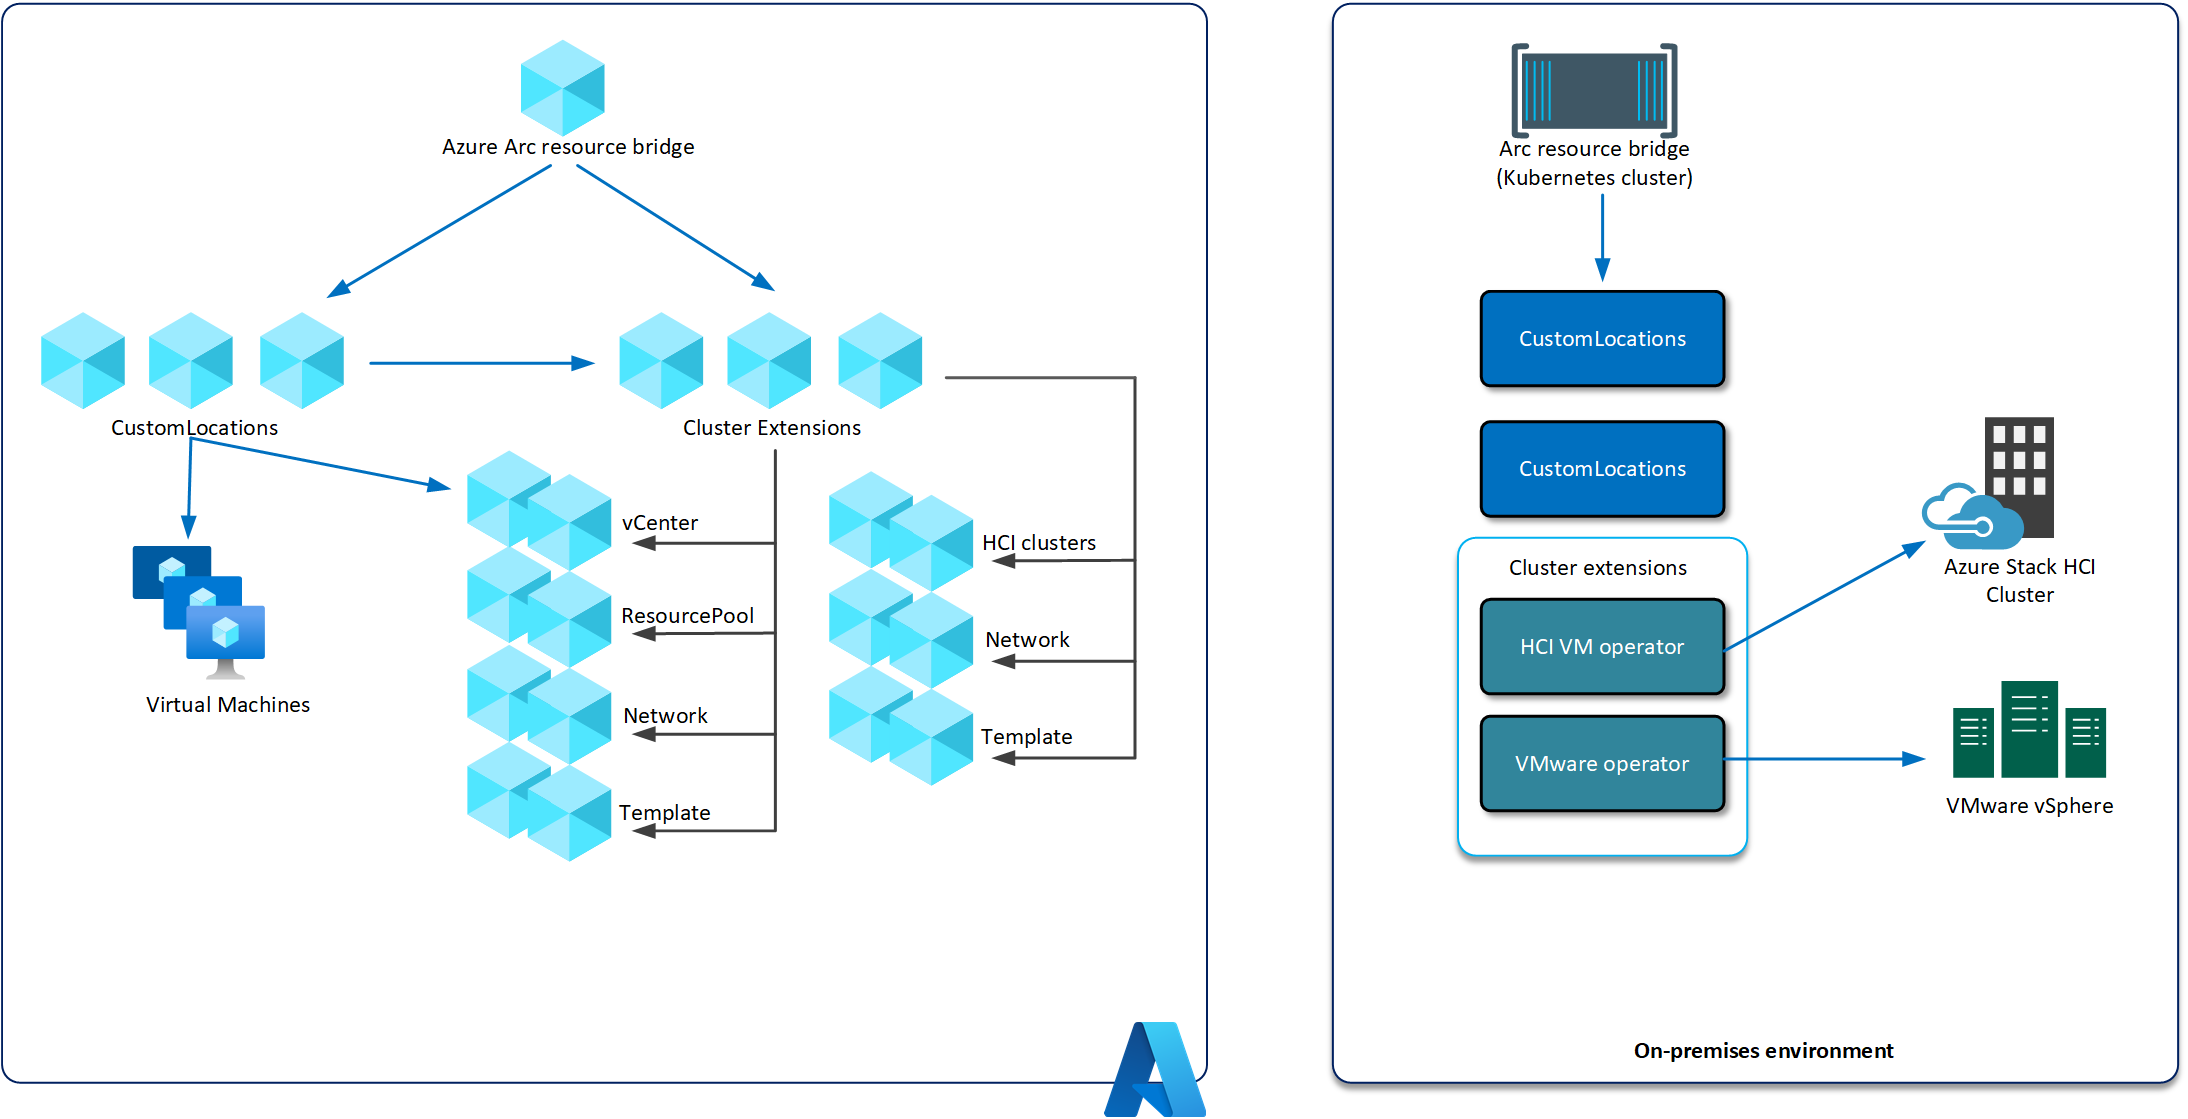 Azure Arc resource bridge
CustomLocations
Cluster Extensions
vCenter
ResourcePool
Network
Template
HCI clusters
Network
Template
Virtual Machines
Arc resource bridge
(Kubernetes cluster)
CustomLocations
CustomLocations
Cluster extensions
HCI VM operator
VMware operator
Azure Stack HCI
Cluster
VMware vSphere
On-premises environment